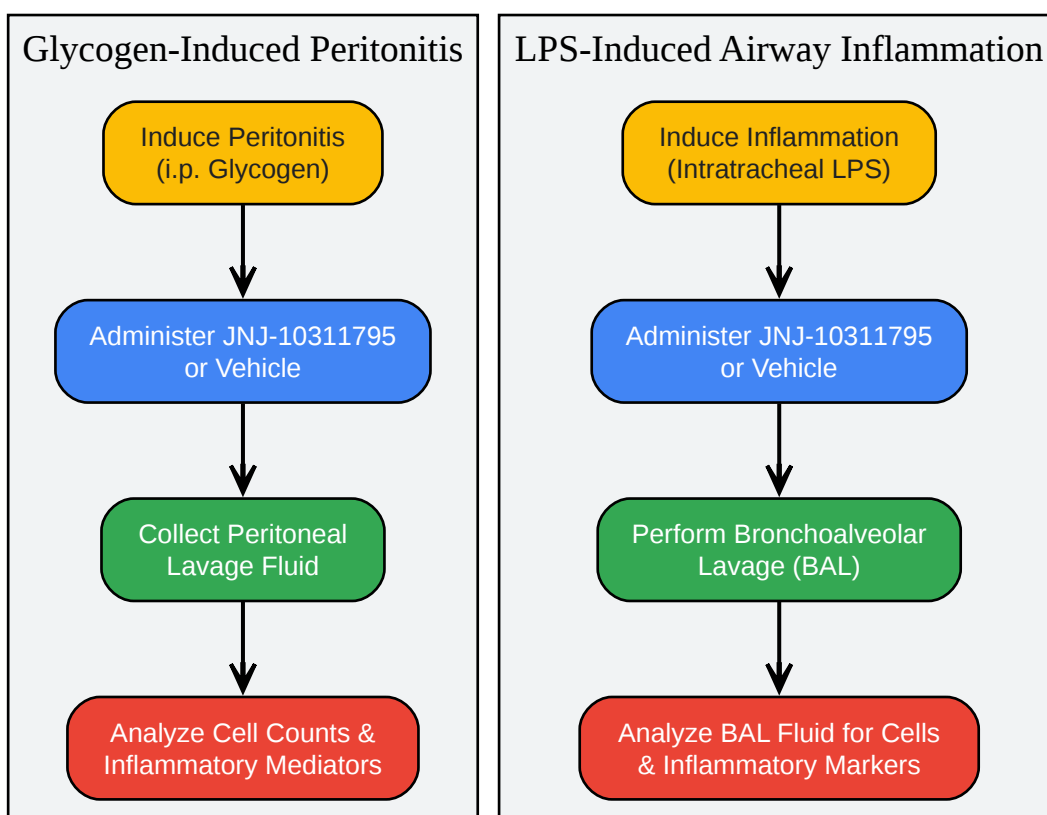 Glycogen-Induced Peritonitis
Induce Peritonitis
(i.p. Glycogen)
Administer JNJ-10311795
or Vehicle
Collect Peritoneal
Lavage Fluid
Analyze Cell Counts &
Inflammatory Mediators
LPS-Induced Airway Inflammation
Induce Inflammation
(Intratracheal LPS)
Administer JNJ-10311795
or Vehicle
Perform Bronchoalveolar
Lavage (BAL)
Analyze BAL Fluid for Cells
& Inflammatory Markers